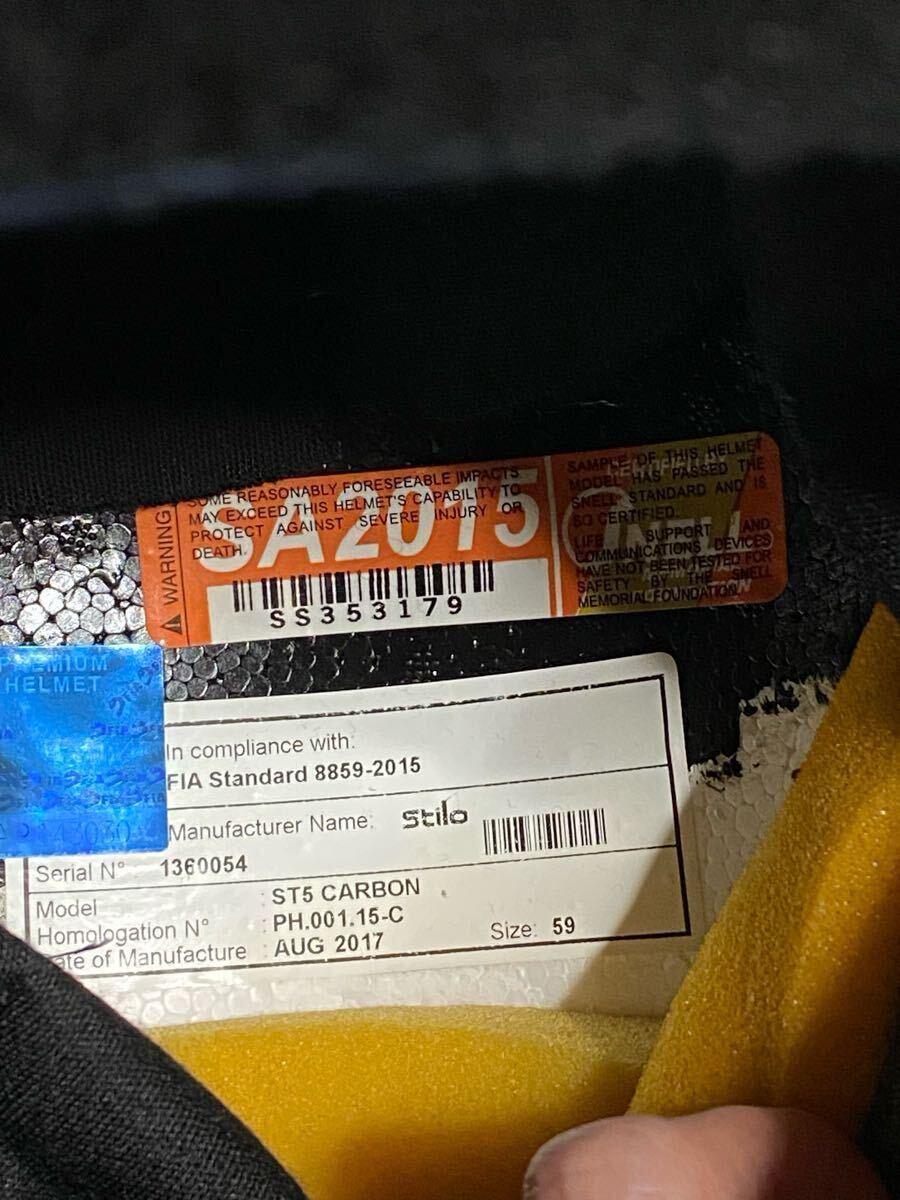 WARNING
SOME REASONABLY FORESEEABLE IMPACTS
MAY EXCEED THIS HELMET'S CAPABILITY TO
PROTECT AGAINST SEVERE INJURY OR
DEATH.
SA2015
SS353179
SAMPLE OF THIS HELMET
MODEL HAS PASSED THE
SNELL STANDARD AND IS
SO CERTIFIED.
LIFE SUPPORT AND
COMMUNICATIONS DEVICES
HAVE NOT BEEN TESTED FOR
SAFETY BY THE SNELL
MEMORIAL FOUNDATION.
PREMIUM
HELMET
FIA
In compliance with:
FIA Standard 8859-2015
Manufacturer Name: Stilo
Serial N° 1360054
Model : ST5 CARBON
Homologation N° : PH.001.15-C
Date of Manufacture : AUG 2017
Size: 59